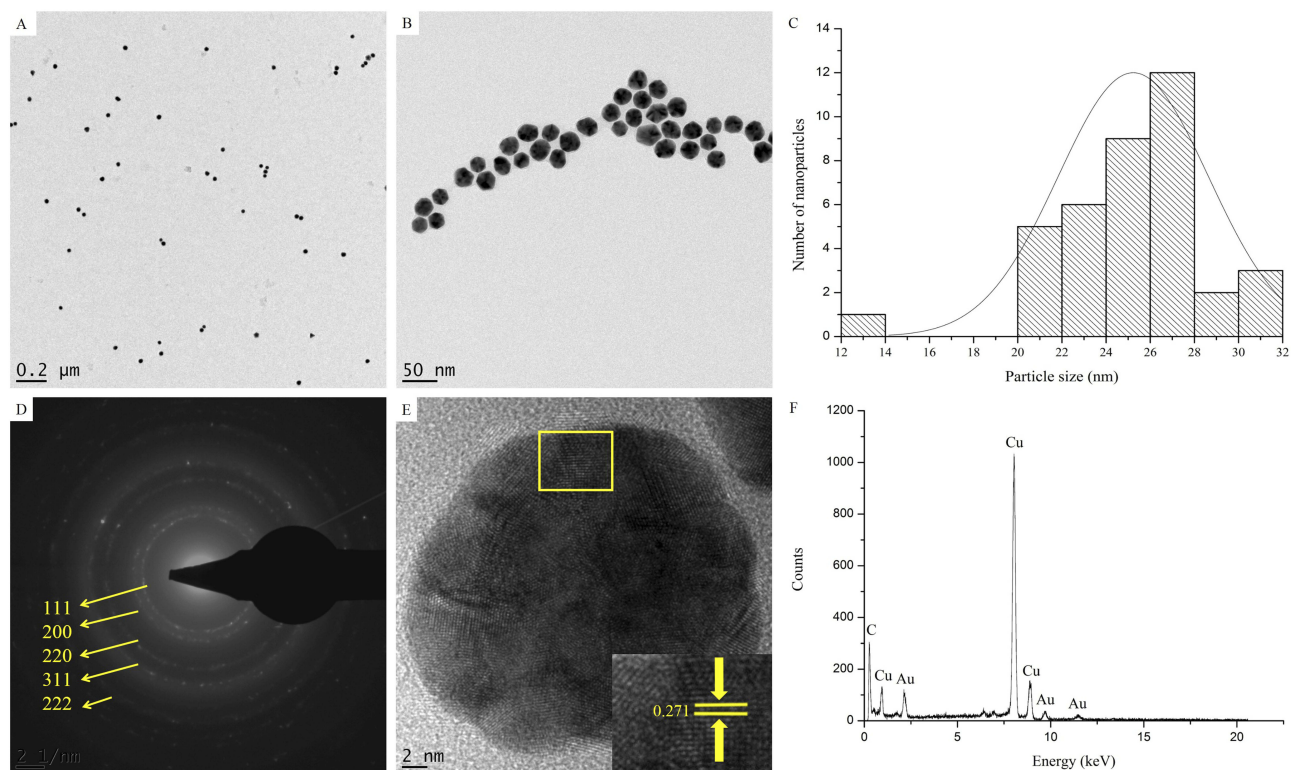 A
0.2 µm
B
50 nm
C
Number of nanoparticles
14
12
10
8
6
4
2
0
12 14 16 18 20 22 24 26 28 30 32
Particle size (nm)
D
111
200
220
311
222
2 1/nm
E
0.271
2 nm
F
Counts
1200
1000
800
600
400
200
0
C
Cu
Au
Cu
Cu
Au
Au
0 5 10 15 20
Energy (keV)